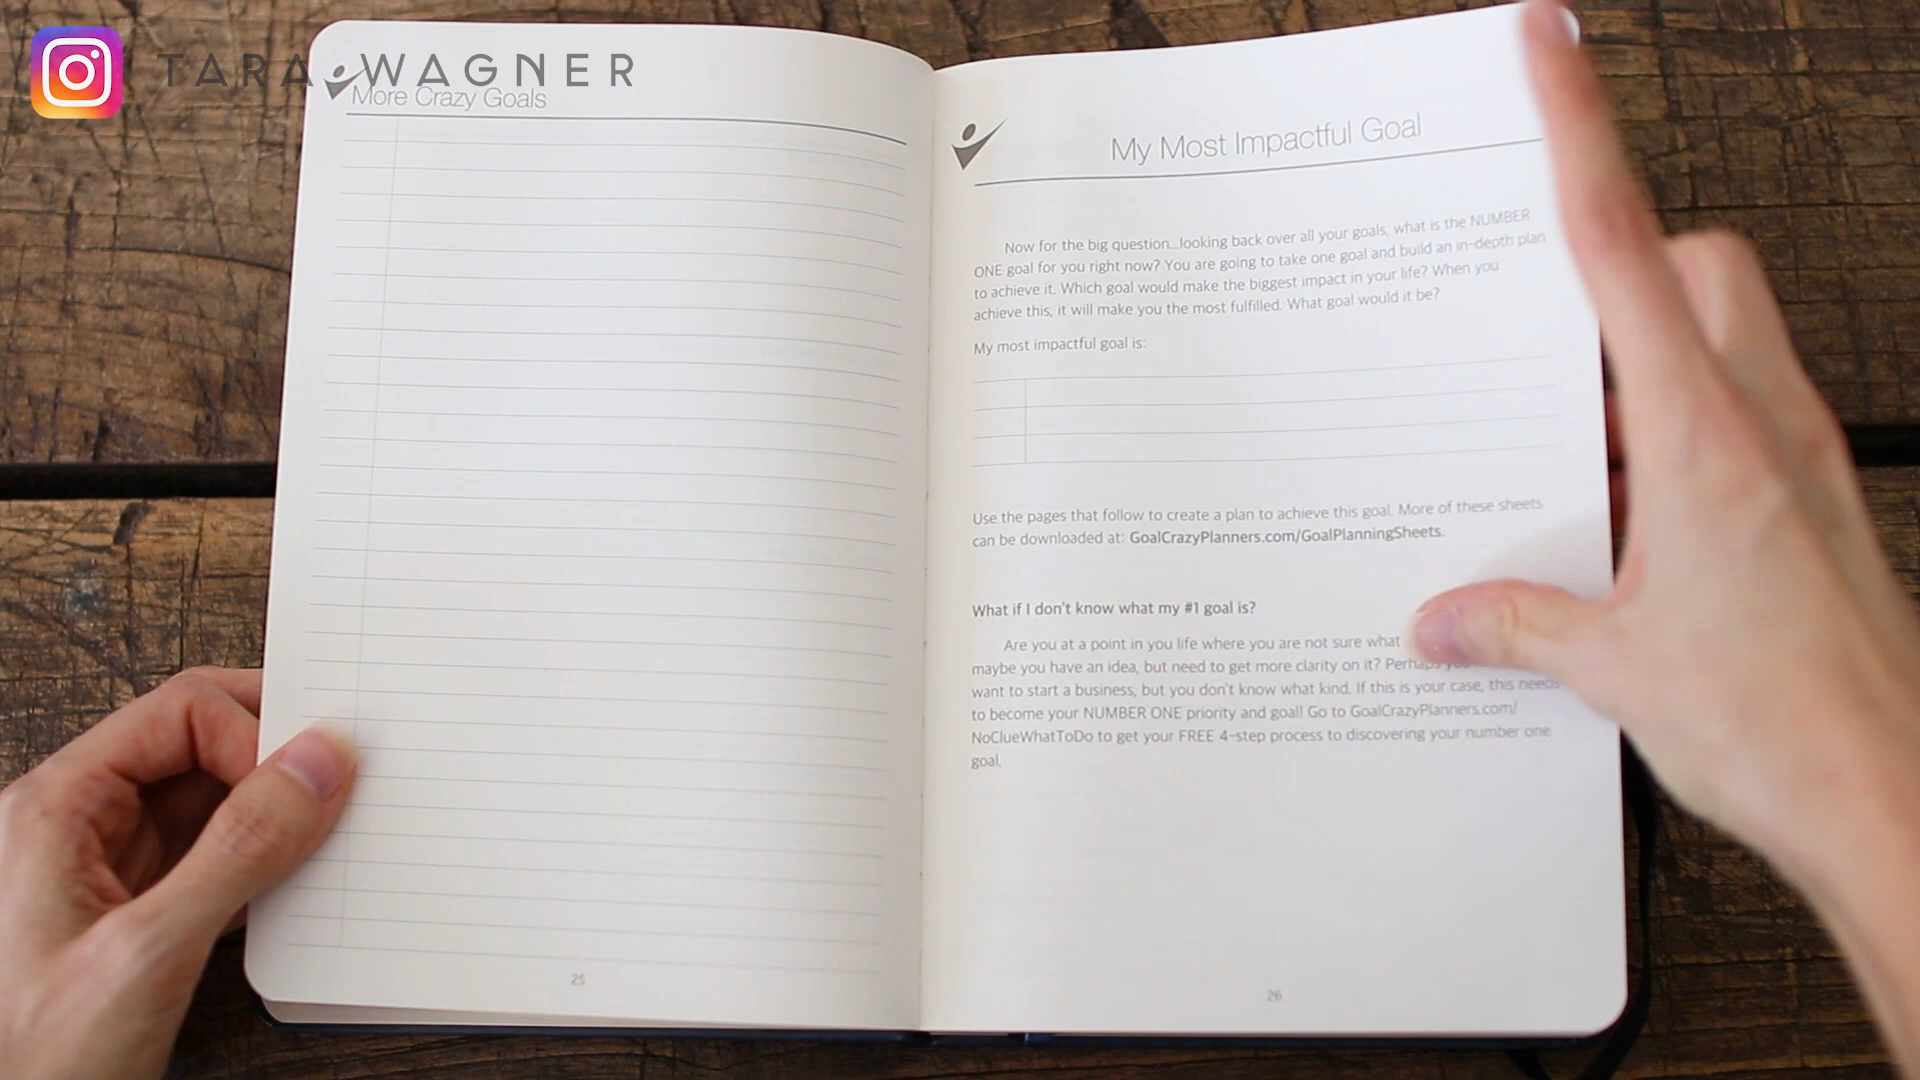 TARA WAGNER
More Crazy Goals
25
My Most Impactful Goal
Now for the big question...looking back over all your goals, what is the NUMBER
ONE goal for you right now? You are going to take one goal and build an in-depth plan
to achieve it. Which goal would make the biggest impact in your life? When you
achieve this, it will make you the most fulfilled. What goal would it be?
My most impactful goal is:
Use the pages that follow to create a plan to achieve this goal. More of these sheets
can be downloaded at: GoalCrazyPlanners.com/GoalPlanningSheets.
What if I don't know what my #1 goal is?
Are you at a point in you life where you are not sure what
maybe you have an idea, but need to get more clarity on it? Perhaps you
want to start a business, but you don't know what kind. If this is your case, this needs
to become your NUMBER ONE priority and goal! Go to GoalCrazyPlanners.com/
NoClueWhatToDo to get your FREE 4-step process to discovering your number one
goal.
26